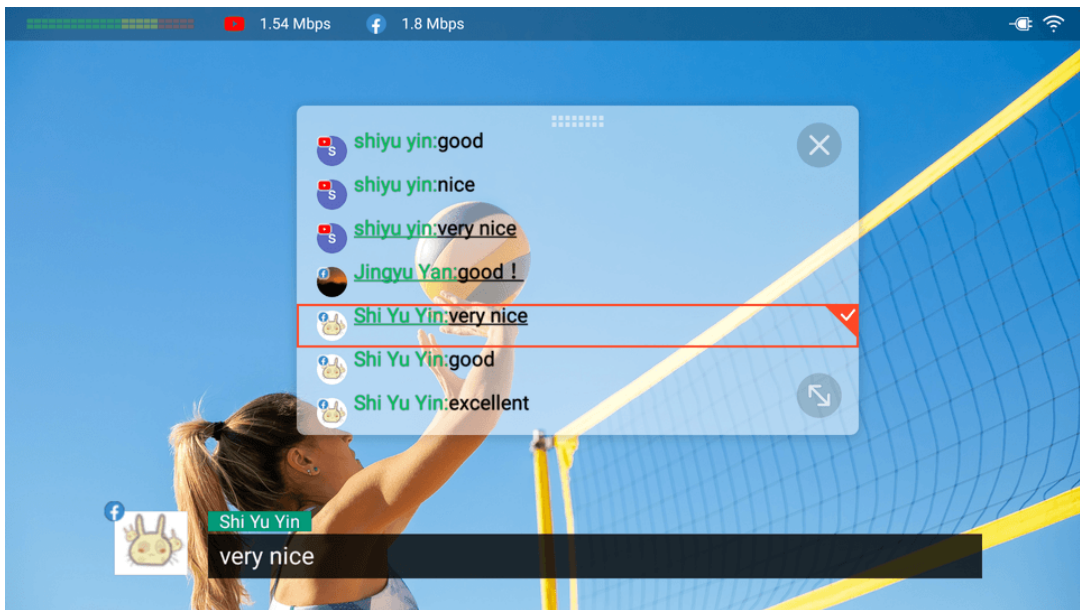 1.54 Mbps 1.8 Mbps
shiyu yin:good
shiyu yin:nice
shiyu yin:very nice
Jingyu Yan:good！
Shi Yu Yin:very nice
Shi Yu Yin:good
Shi Yu Yin:excellent
Shi Yu Yin
very nice